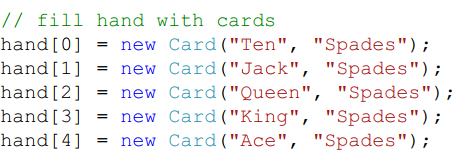 // fill hand with cards
hand[0] = new Card("Ten", "Spades");
hand[1] = new Card("Jack", "Spades");
hand[2] = new Card("Queen", "Spades");
hand[3] = new Card("King", "Spades");
hand[4] = new Card("Ace", "Spades");